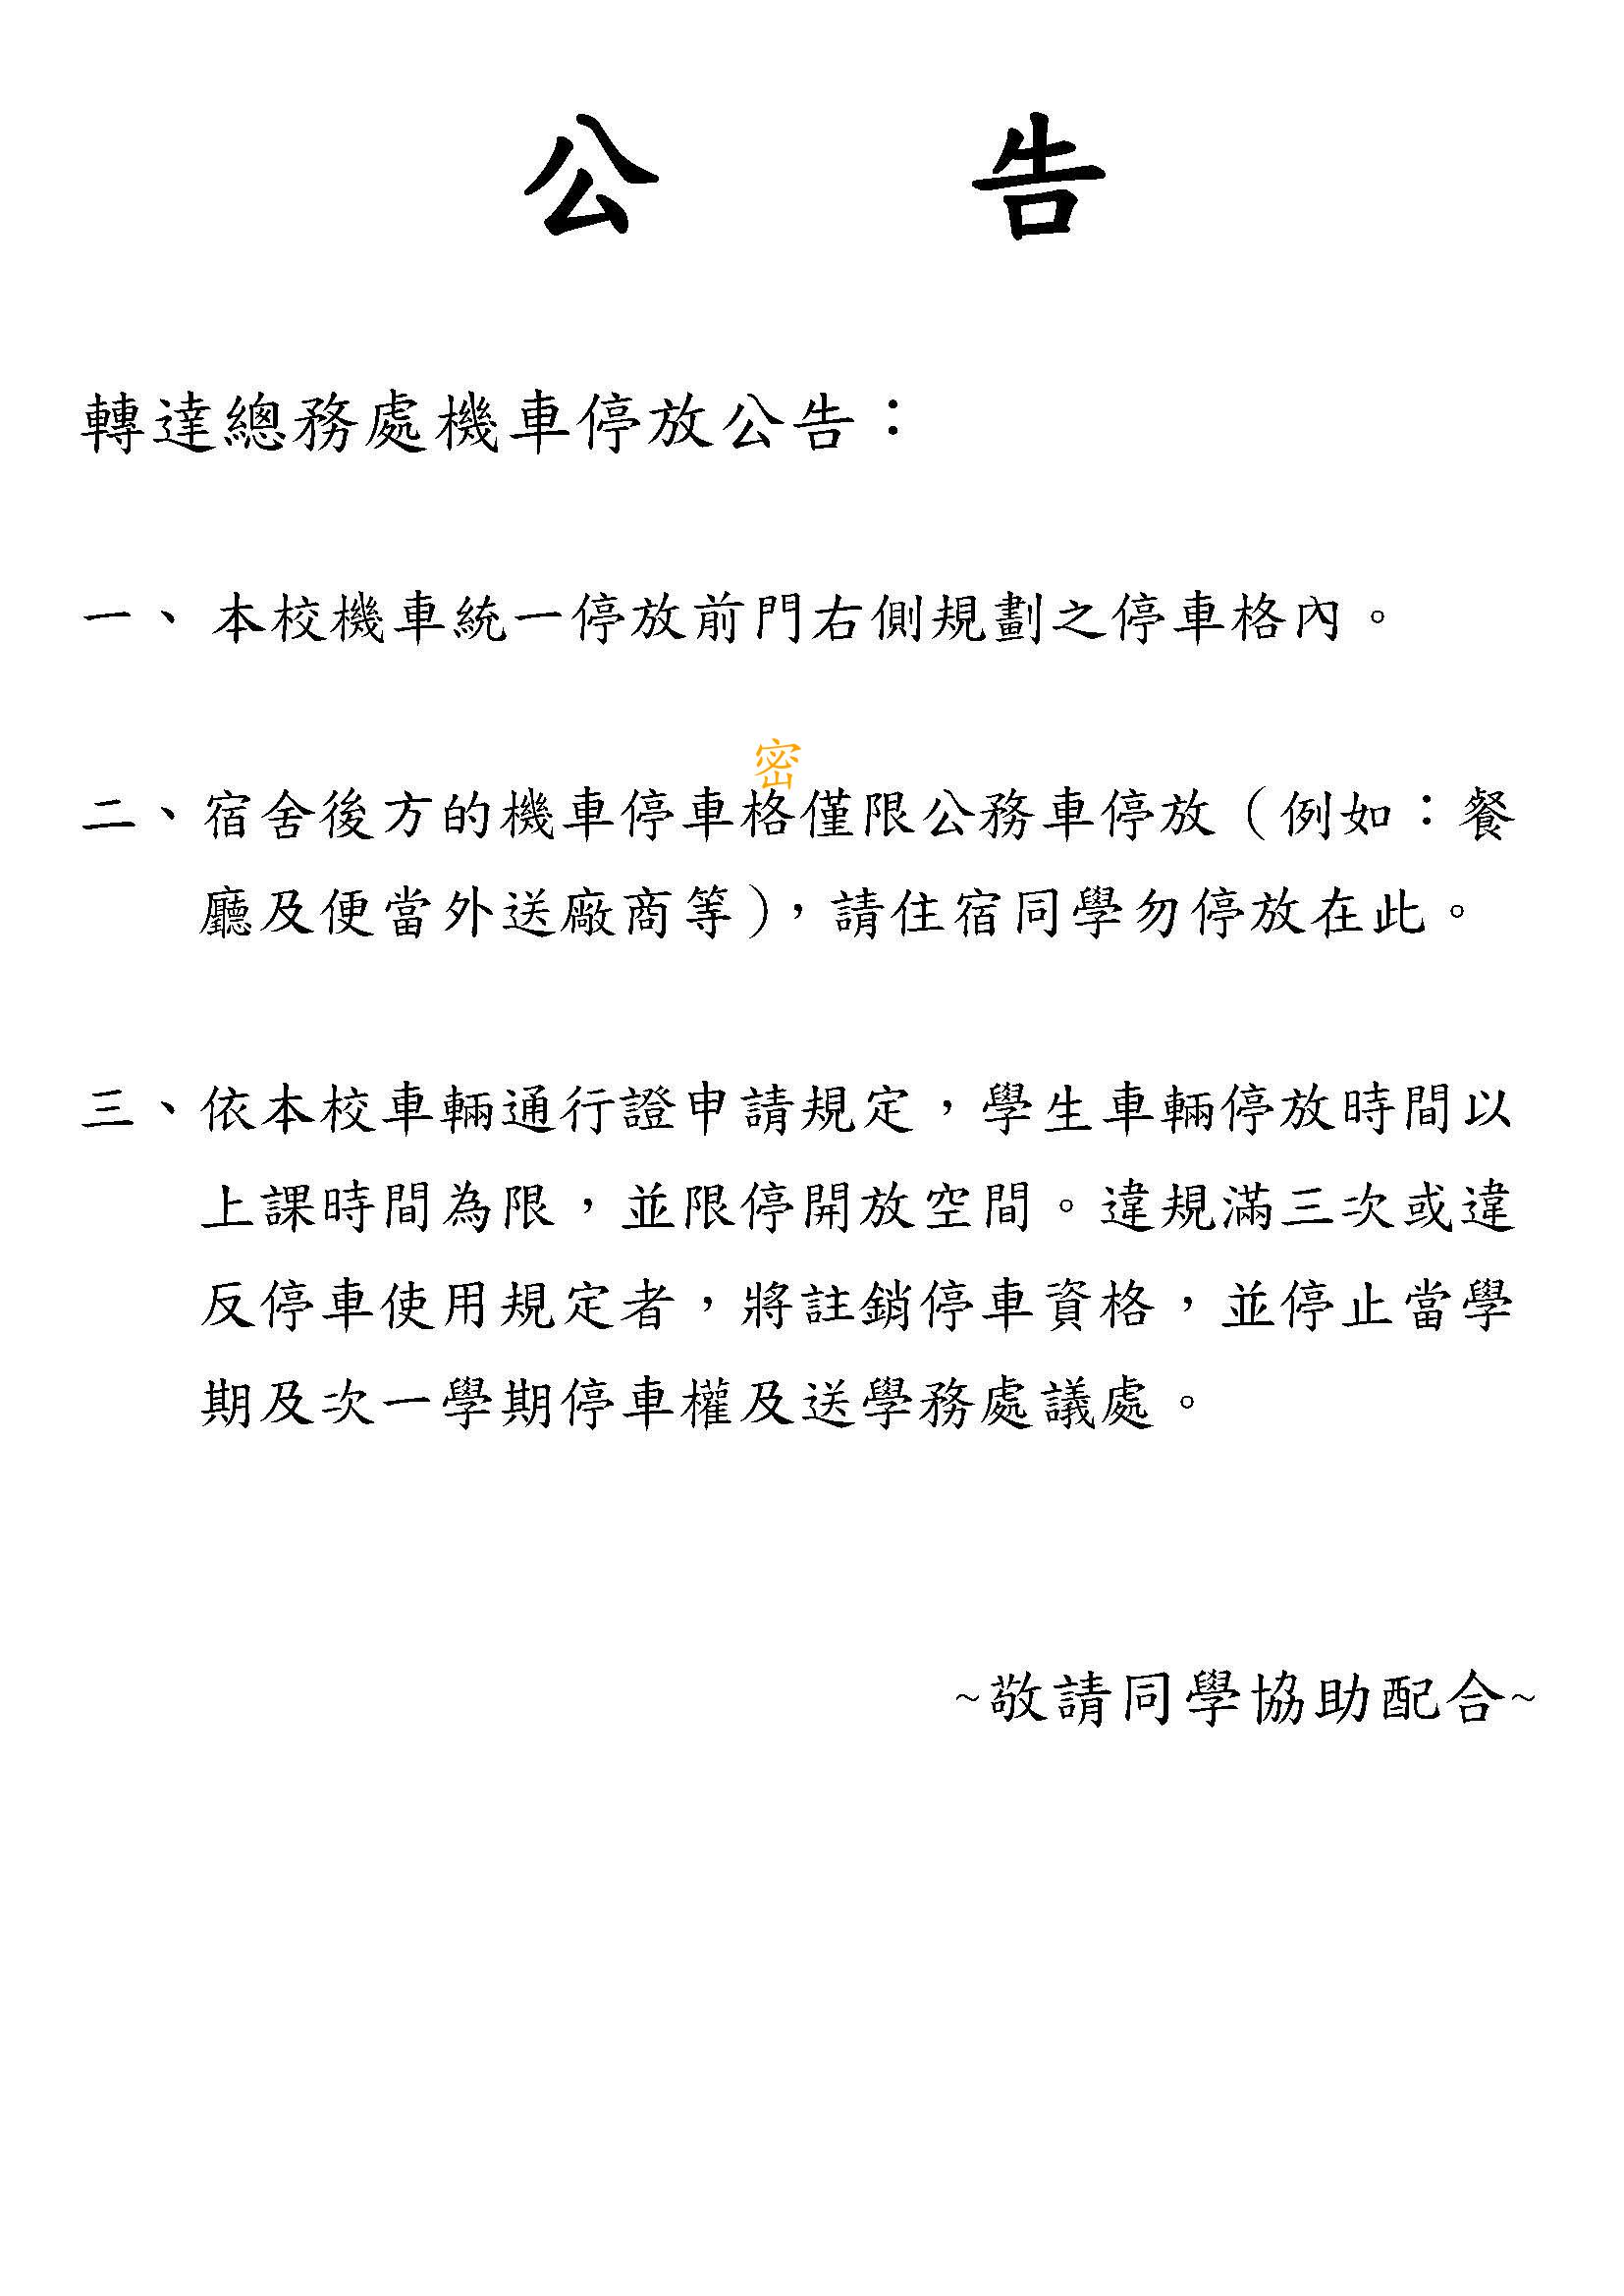 公 告
轉達總務處機車停放公告：
一、本校機車統一停放前門右側規劃之停車格內。
密
二、宿舍後方的機車停車格僅限公務車停放（例如：餐
廳及便當外送廠商等），請住宿同學勿停放在此。
三、依本校車輛通行證申請規定，學生車輛停放時間以
上課時間為限，並限停開放空間。違規滿三次或違
反停車使用規定者，將註銷停車資格，並停止當學
期及次一學期停車權及送學務處議處。
~敬請同學協助配合~